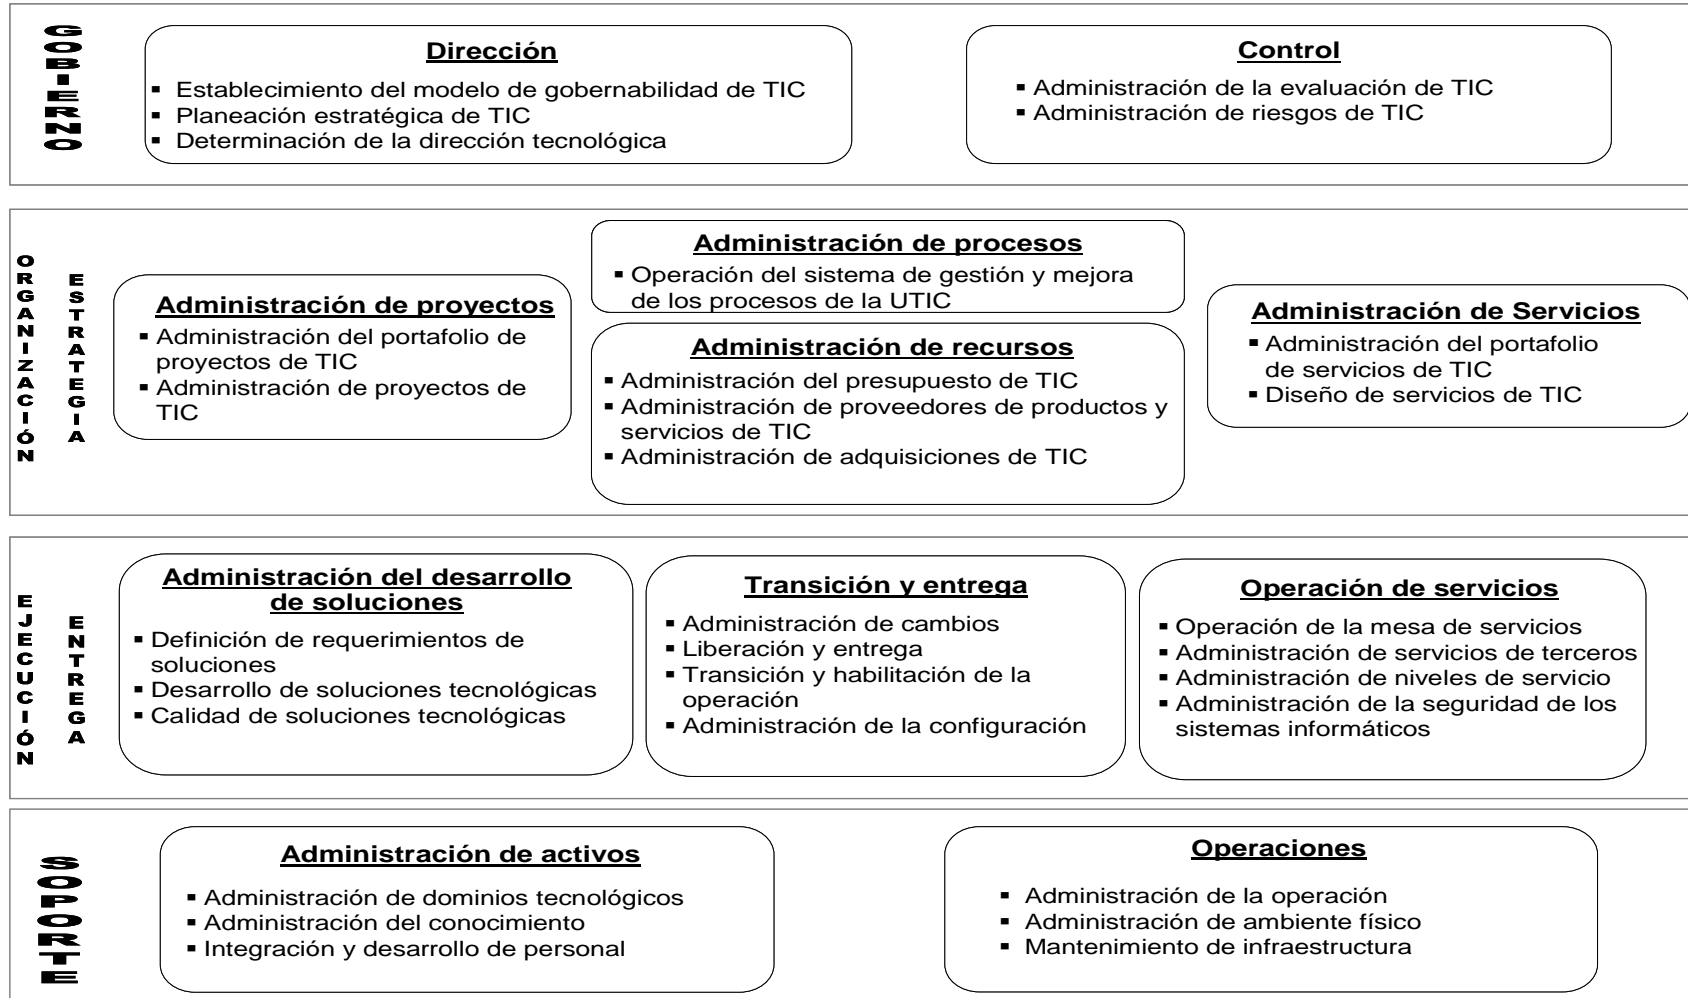 GOBIERNO
Dirección
Establecimiento del modelo de gobernabilidad de TIC
Planeación estratégica de TIC
Determinación de la dirección tecnológica
Control
Administración de la evaluación de TIC
Administración de riesgos de TIC
ORGANIZACIÓN
ESTRATEGIA
Administración de proyectos
Administración del portafolio de
proyectos de TIC
Administración de proyectos de
TIC
Administración de procesos
Operación del sistema de gestión y mejora
de los procesos de la UTIC
Administración de recursos
Administración del presupuesto de TIC
Administración de proveedores de productos y
servicios de TIC
Administración de adquisiciones de TIC
Administración de Servicios
Administración del portafolio
de servicios de TIC
Diseño de servicios de TIC
EJECUCIÓN
ENTREGA
Administración del desarrollo
de soluciones
Definición de requerimientos de
soluciones
Desarrollo de soluciones tecnológicas
Calidad de soluciones tecnológicas
Transición y entrega
Administración de cambios
Liberación y entrega
Transición y habilitación de la
operación
Administración de la configuración
Operación de servicios
Operación de la mesa de servicios
Administración de servicios de terceros
Administración de niveles de servicio
Administración de la seguridad de los
sistemas informáticos
SOPORTE
Administración de activos
Administración de dominios tecnológicos
Administración del conocimiento
Integración y desarrollo de personal
Operaciones
Administración de la operación
Administración de ambiente físico
Mantenimiento de infraestructura